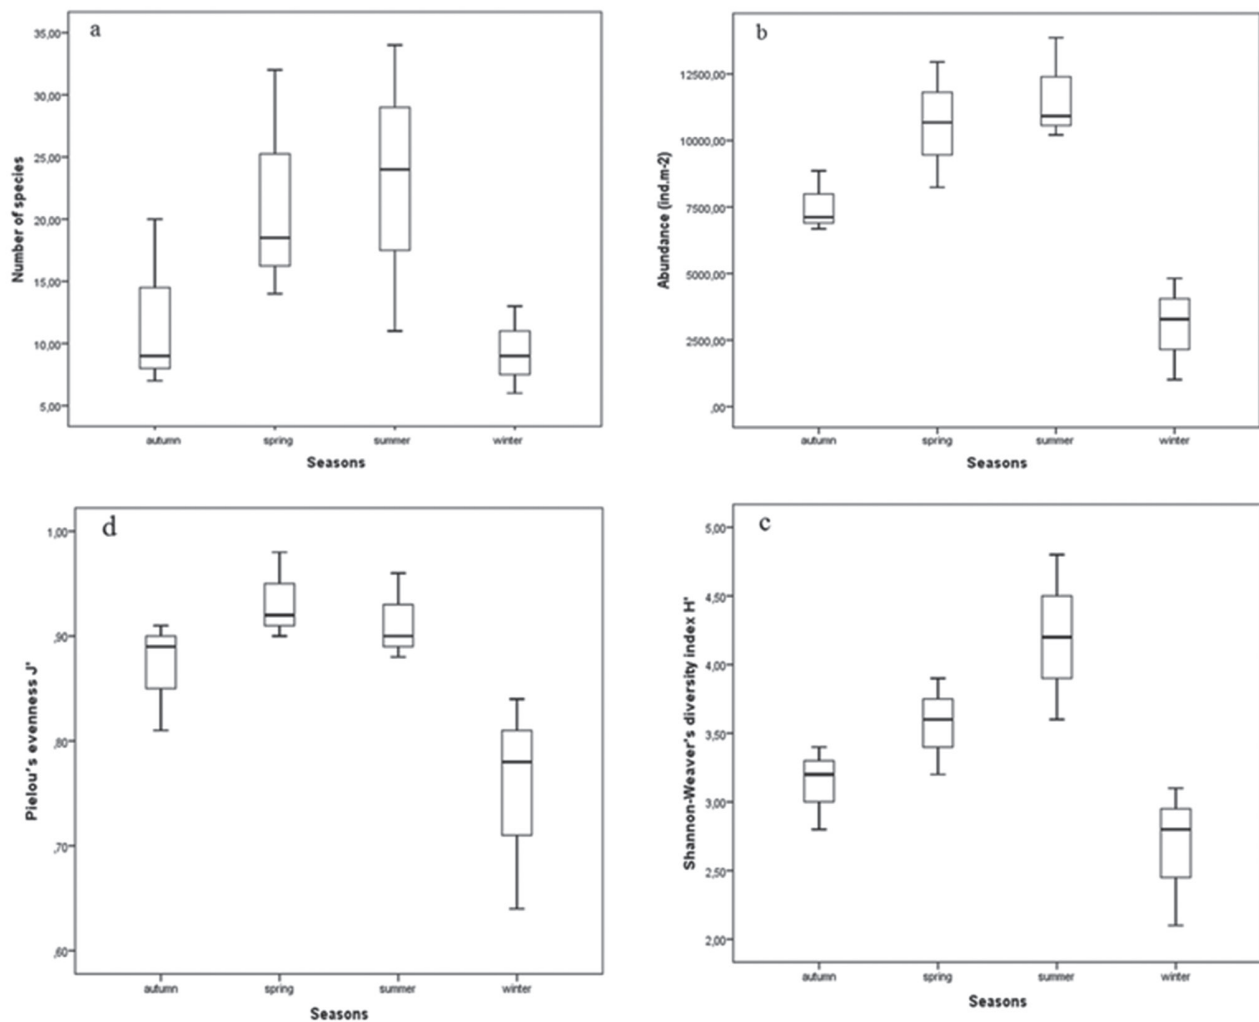 a
35,00
30,00
25,00
20,00
15,00
10,00
5,00
Number of species
autumn spring summer winter
Seasons
b
12500,00
10000,00
7500,00
5000,00
2500,00
,00
Abundance (ind.m-2)
autumn spring summer winter
Seasons
d
1,00
,90
,80
,70
,60
Pielou's evenness J'
autumn spring summer winter
Seasons
c
5,00
4,50
4,00
3,50
3,00
2,50
2,00
Shannon-Weaver's diversity index H'
autumn spring summer winter
Seasons